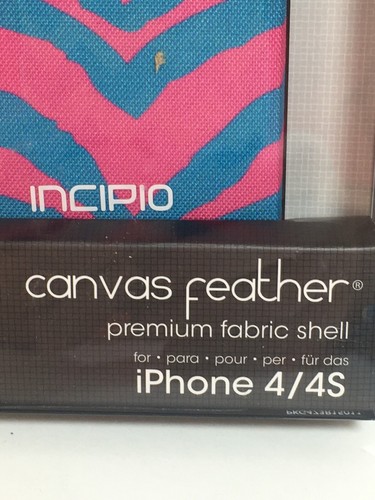 INCIPIO
canvas feather®
premium fabric shell
for • para • pour • per • für das
iPhone 4/4S